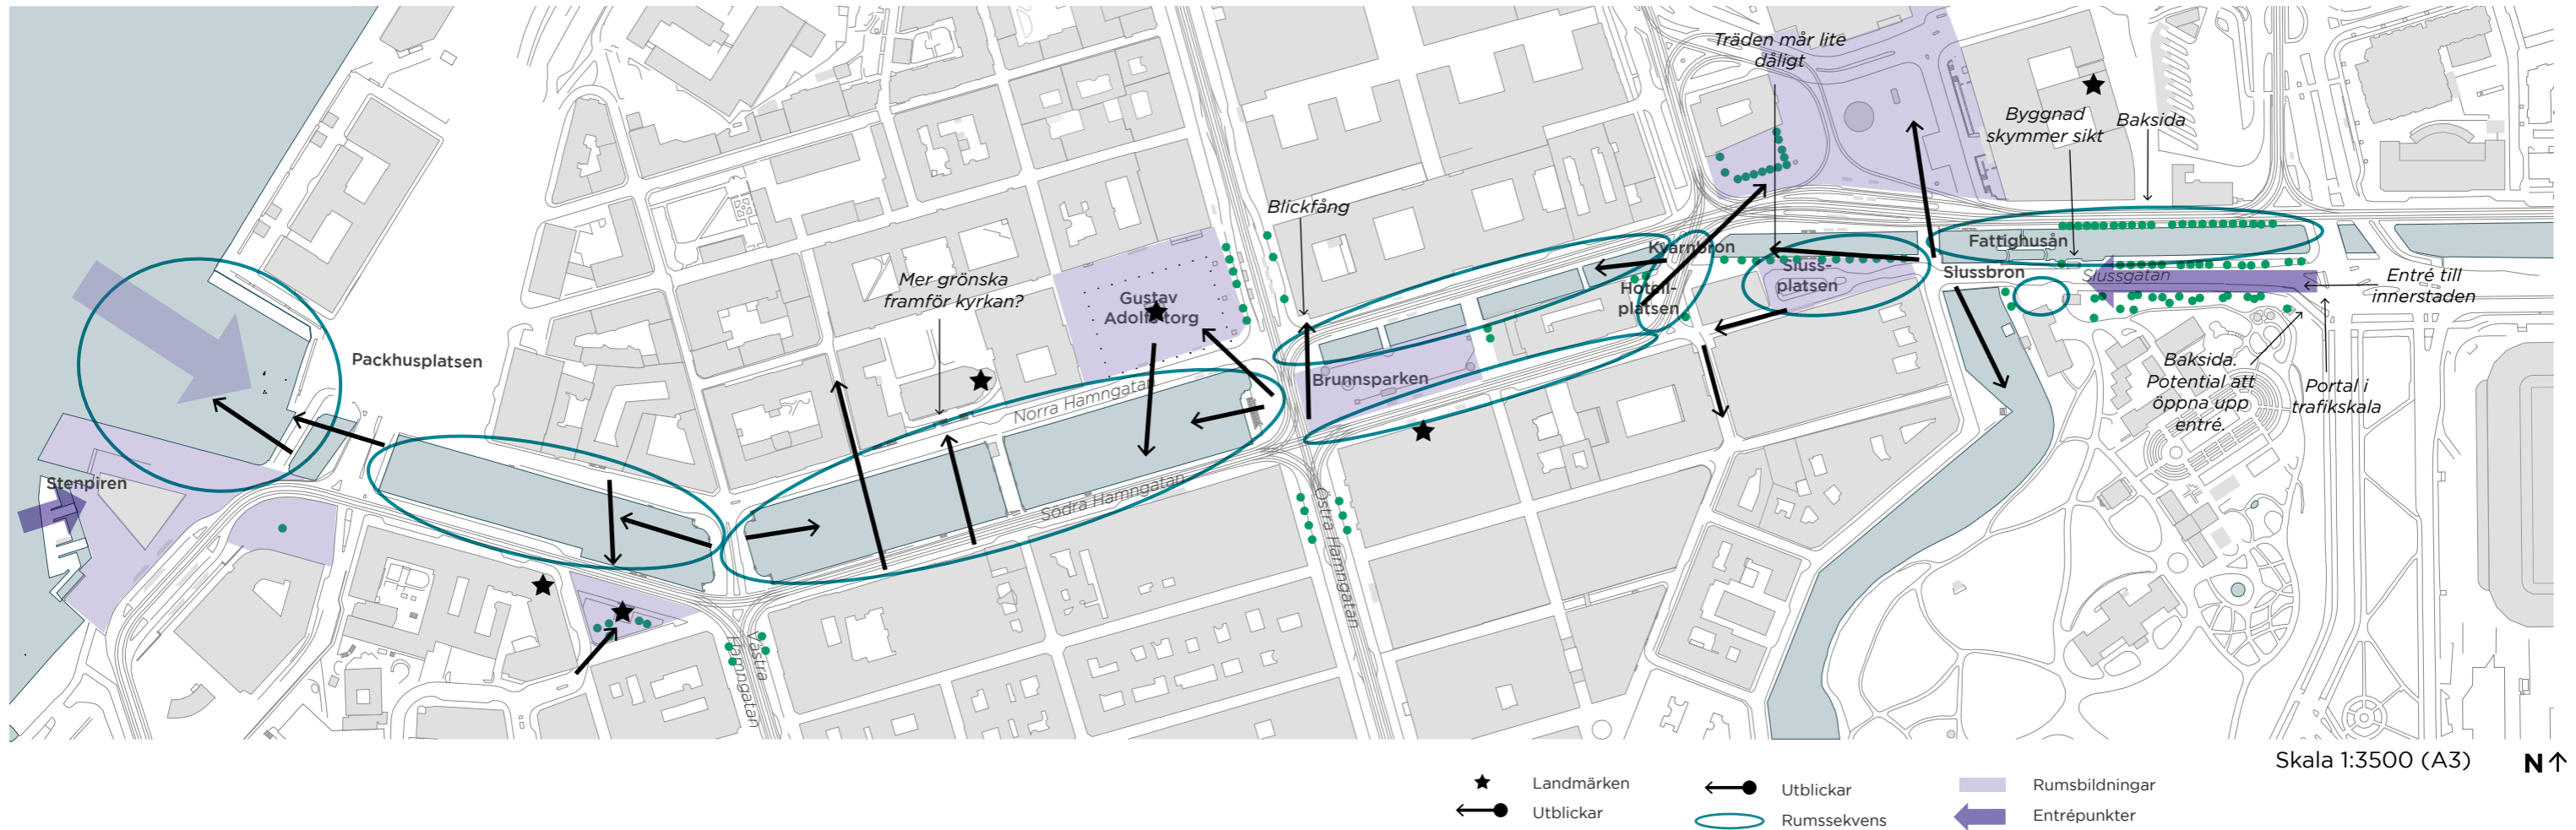 Träden mår lite
dåligt
Byggnad
skymmer sikt
Baksida
Blickfång
Kvarnbron
Fattighusån
Mer grönska
framför kyrkan?
Gustav
Adolfs torg
Sluss-
platsen
Slussbron
Slussgatan
Entré till
innerstaden
Hotell-
platsen
Packhusplatsen
Brunnsparken
Norra Hamngatan
Baksida.
Potential att
öppna upp
entré.
Portal i
trafikskala
Stenpiren
Södra Hamngatan
Östra Hamngatan
Västra
Hamngatan
Skala 1:3500 (A3)
N
Landmärken
Utblickar
Utblickar
Rumssekvens
Rumsbildningar
Entrépunkter